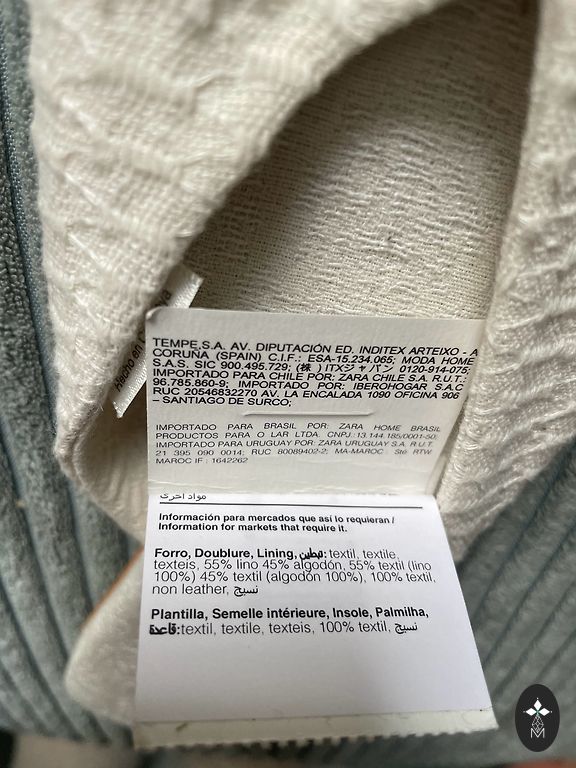 Hecho en
TEMPE,S.A. AV. DIPUTACIÓN ED. INDITEX ARTEIXO - A
CORUÑA (SPAIN) C.I.F.: ESA-15.234.065; MODA HOME
S.A.S. SIC 900.495.729; (株) ITXジャパン 0120-914-075;
IMPORTADO PARA CHILE POR: ZARA CHILE S.A. R.U.T.:
96.785.860-9; IMPORTADO POR: IBEROHOGAR S.A.C
RUC 20546832270 AV. LA ENCALADA 1090 OFICINA 906
– SANTIAGO DE SURCO;
IMPORTADO PARA BRASIL POR: ZARA HOME BRASIL
PRODUCTOS PARA O LAR LTDA. CNPJ.:13.144.185/0001-50;
IMPORTADO PARA URUGUAY POR: ZARA URUGUAY S.A. R.U.T.
21 395 090 0014; RUC 80089402-2; MA-MAROC : Sté RTW
MAROC IF : 1642262
مواد أخرى
Información para mercados que así lo requieran /
Information for markets that require it.
Forro, Doublure, Lining, تبطين: textil, textile,
texteis, 55% lino 45% algodón, 55% textil (lino
100%) 45% textil (algodón 100%), 100% textil,
non leather, نسيج
Plantilla, Semelle intérieure, Insole, Palmilha,
قاعدة:textil, textile, texteis, 100% textil, نسيج
M